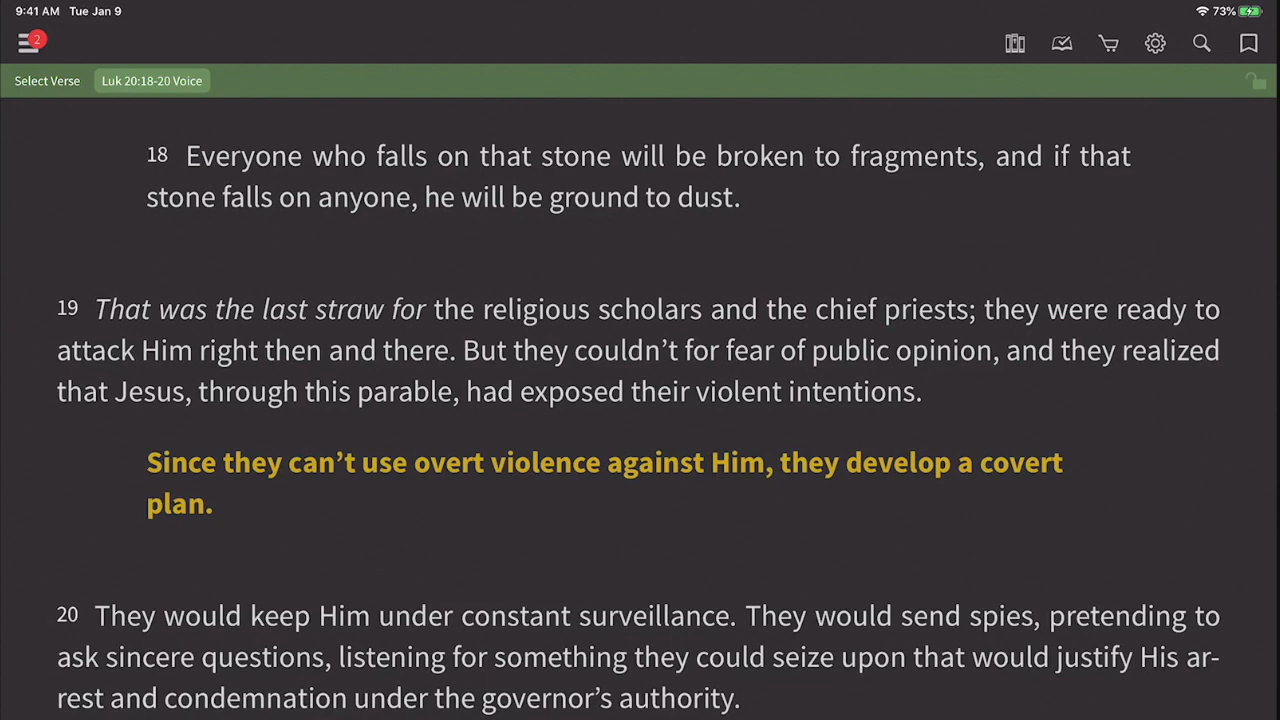 9:41 AM Tue Jan 9
73%
2
Select Verse Luk 20:18-20 Voice
18 Everyone who falls on that stone will be broken to fragments, and if that
stone falls on anyone, he will be ground to dust.
19 That was the last straw for the religious scholars and the chief priests; they were ready to
attack Him right then and there. But they couldn’t for fear of public opinion, and they realized
that Jesus, through this parable, had exposed their violent intentions.
Since they can’t use overt violence against Him, they develop a covert
plan.
20 They would keep Him under constant surveillance. They would send spies, pretending to
ask sincere questions, listening for something they could seize upon that would justify His ar-
rest and condemnation under the governor’s authority.